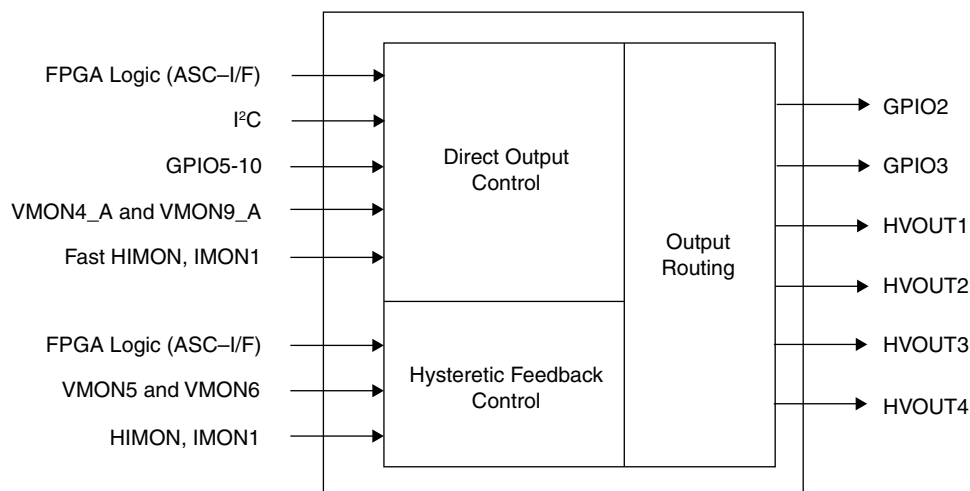 FPGA Logic (ASC–I/F)
I²C
GPIO5-10
VMON4_A and VMON9_A
Fast HIMON, IMON1
FPGA Logic (ASC–I/F)
VMON5 and VMON6
HIMON, IMON1
Direct Output
Control
Hysteretic Feedback
Control
Output
Routing
GPIO2
GPIO3
HVOUT1
HVOUT2
HVOUT3
HVOUT4